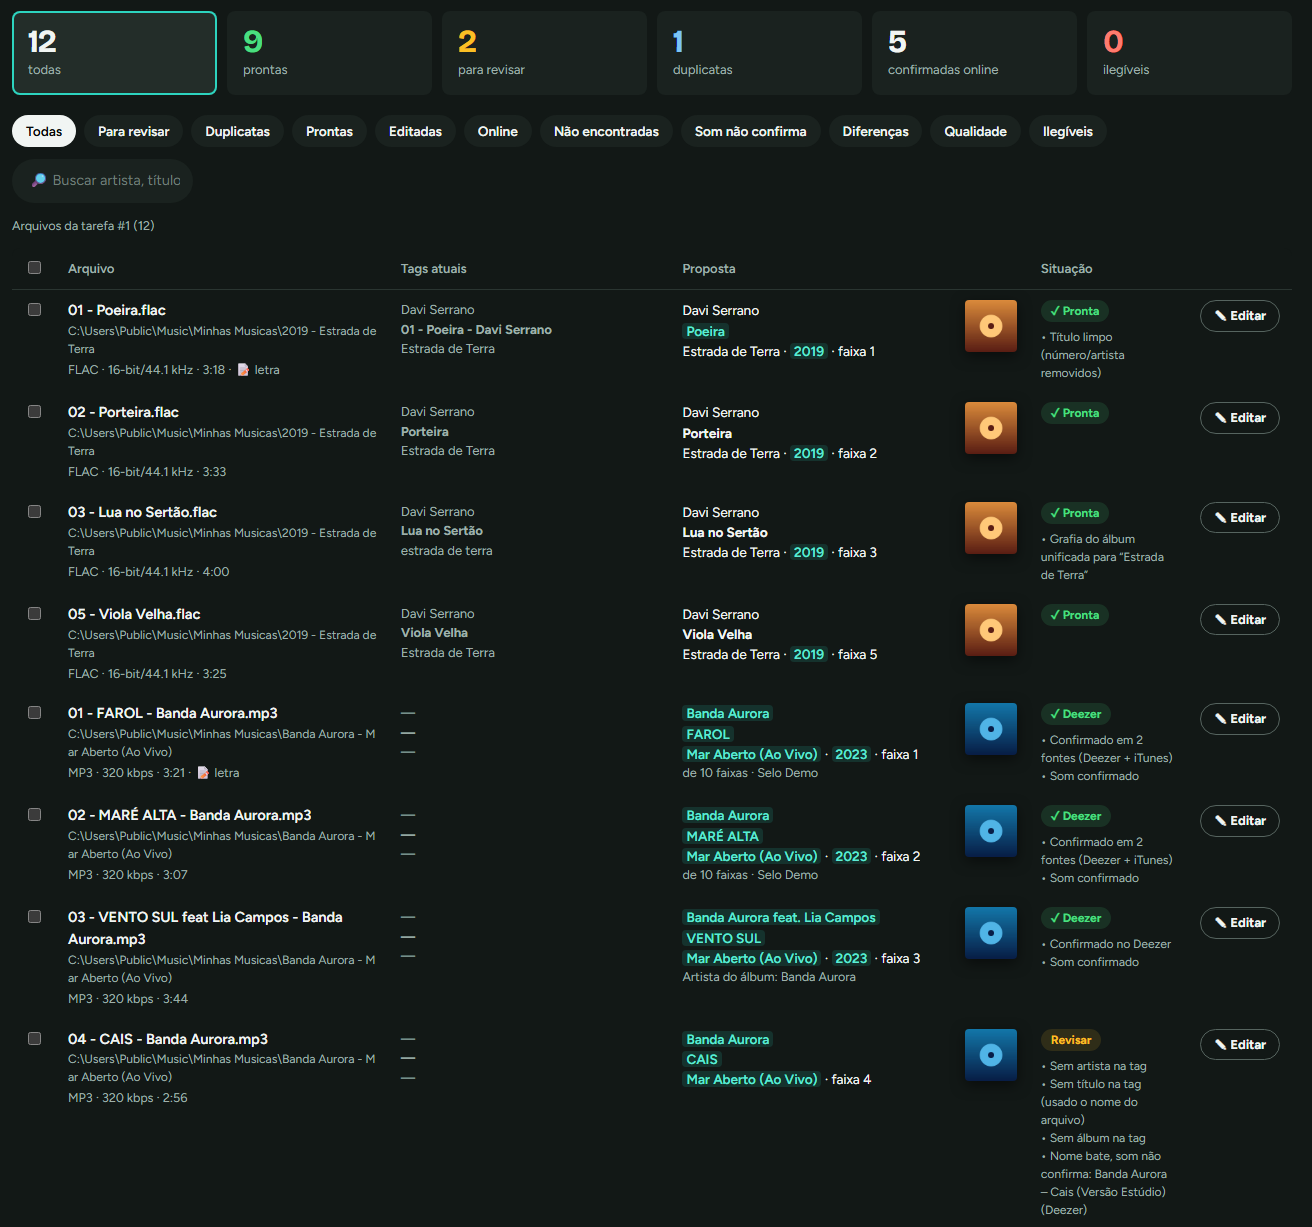 12
todas
9
prontas
2
para revisar
1
duplicatas
5
confirmadas online
0
ilegíveis
Todas
Para revisar
Duplicatas
Prontas
Editadas
Online
Não encontradas
Som não confirma
Diferenças
Qualidade
Ilegíveis
Buscar artista, título
Arquivos da tarefa #1 (12)
Arquivo
Tags atuais
Proposta
Situação
01 - Poeira.flac
C:\Users\Public\Music\Minhas Musicas\2019 - Estrada de
Terra
FLAC · 16-bit/44.1 kHz · 3:18 · letra
Davi Serrano
01 - Poeira - Davi Serrano
Estrada de Terra
Davi Serrano
Poeira
Estrada de Terra · 2019 · faixa 1
✓ Pronta
• Título limpo
(número/artista
removidos)
Editar
02 - Porteira.flac
C:\Users\Public\Music\Minhas Musicas\2019 - Estrada de
Terra
FLAC · 16-bit/44.1 kHz · 3:33
Davi Serrano
Porteira
Estrada de Terra
Davi Serrano
Porteira
Estrada de Terra · 2019 · faixa 2
✓ Pronta
Editar
03 - Lua no Sertão.flac
C:\Users\Public\Music\Minhas Musicas\2019 - Estrada de
Terra
FLAC · 16-bit/44.1 kHz · 4:00
Davi Serrano
Lua no Sertão
estrada de terra
Davi Serrano
Lua no Sertão
Estrada de Terra · 2019 · faixa 3
✓ Pronta
• Grafia do álbum
unificada para “Estrada
de Terra”
Editar
05 - Viola Velha.flac
C:\Users\Public\Music\Minhas Musicas\2019 - Estrada de
Terra
FLAC · 16-bit/44.1 kHz · 3:25
Davi Serrano
Viola Velha
Estrada de Terra
Davi Serrano
Viola Velha
Estrada de Terra · 2019 · faixa 5
✓ Pronta
Editar
01 - FAROL - Banda Aurora.mp3
C:\Users\Public\Music\Minhas Musicas\Banda Aurora - M
ar Aberto (Ao Vivo)
MP3 · 320 kbps · 3:21 · letra
—
—
—
Banda Aurora
FAROL
Mar Aberto (Ao Vivo) · 2023 · faixa 1
de 10 faixas · Selo Demo
✓ Deezer
• Confirmado em 2
fontes (Deezer + iTunes)
• Som confirmado
Editar
02 - MARÉ ALTA - Banda Aurora.mp3
C:\Users\Public\Music\Minhas Musicas\Banda Aurora - M
ar Aberto (Ao Vivo)
MP3 · 320 kbps · 3:07
—
—
—
Banda Aurora
MARÉ ALTA
Mar Aberto (Ao Vivo) · 2023 · faixa 2
de 10 faixas · Selo Demo
✓ Deezer
• Confirmado em 2
fontes (Deezer + iTunes)
• Som confirmado
Editar
03 - VENTO SUL feat Lia Campos - Banda
Aurora.mp3
C:\Users\Public\Music\Minhas Musicas\Banda Aurora - M
ar Aberto (Ao Vivo)
MP3 · 320 kbps · 3:44
—
—
—
Banda Aurora feat. Lia Campos
VENTO SUL
Mar Aberto (Ao Vivo) · 2023 · faixa 3
Artista do álbum: Banda Aurora
✓ Deezer
• Confirmado no Deezer
• Som confirmado
Editar
04 - CAIS - Banda Aurora.mp3
C:\Users\Public\Music\Minhas Musicas\Banda Aurora - M
ar Aberto (Ao Vivo)
MP3 · 320 kbps · 2:56
—
—
—
Banda Aurora
CAIS
Mar Aberto (Ao Vivo) · faixa 4
Revisar
• Sem artista na tag
• Sem título na tag
(usado o nome do
arquivo)
• Sem álbum na tag
• Nome bate, som não
confirma: Banda Aurora
– Cais (Versão Estúdio)
(Deezer)
Editar